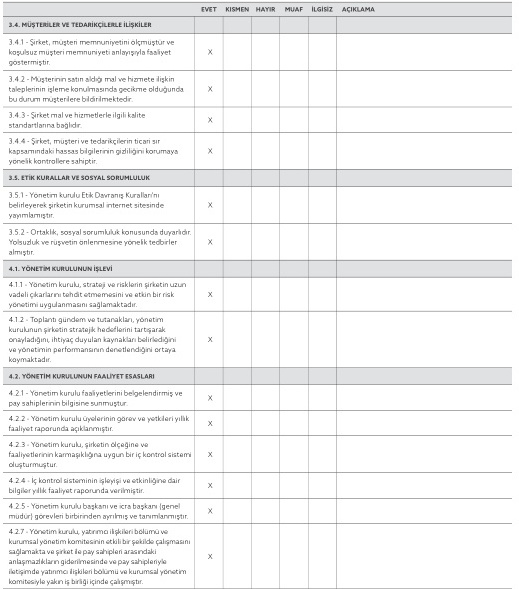 EVET KISMEN HAYIR MUAF İLGİSİZ AÇIKLAMA
3.4. MÜŞTERİLER VE TEDARİKÇİLERLE İLİŞKİLER
3.4.1 - Şirket, müşteri memnuniyetini ölçmüştür ve
koşulsuz müşteri memnuniyeti anlayışıyla faaliyet
göstermiştir.
X
3.4.2 - Müşterinin satın aldığı mal ve hizmete ilişkin
taleplerinin işleme konulmasında gecikme olduğunda
bu durum müşterilere bildirilmektedir.
X
3.4.3 - Şirket mal ve hizmetlerle ilgili kalite
standartlarına bağlıdır.
X
3.4.4 - Şirket, müşteri ve tedarikçilerin ticari sır
kapsamındaki hassas bilgilerinin gizliliğini korumaya
yönelik kontrollere sahiptir.
X
3.5. ETİK KURALLAR VE SOSYAL SORUMLULUK
3.5.1 - Yönetim kurulu Etik Davranış Kuralları'nı
belirleyerek şirketin kurumsal internet sitesinde
yayımlamıştır.
X
3.5.2 - Ortaklık, sosyal sorumluluk konusunda duyarlıdır.
Yolsuzluk ve rüşvetin önlenmesine yönelik tedbirler
almıştır.
X
4.1. YÖNETİM KURULUNUN İŞLEVİ
4.1.1 - Yönetim kurulu, strateji ve risklerin şirketin uzun
vadeli çıkarlarını tehdit etmemesini ve etkin bir risk
yönetimi uygulanmasını sağlamaktadır.
X
4.1.2 - Toplantı gündem ve tutanakları, yönetim
kurulunun şirketin stratejik hedeflerini tartışarak
onayladığını, ihtiyaç duyulan kaynakları belirlediğini
ve yönetimin performansının denetlendiğini ortaya
koymaktadır.
X
4.2. YÖNETİM KURULUNUN FAALİYET ESASLARI
4.2.1 - Yönetim kurulu faaliyetlerini belgelendirmiş ve
pay sahiplerinin bilgisine sunmuştur.
X
4.2.2 - Yönetim kurulu üyelerinin görev ve yetkileri yıllık
faaliyet raporunda açıklanmıştır.
X
4.2.3 - Yönetim kurulu, şirketin ölçeğine ve
faaliyetlerinin karmaşıklığına uygun bir iç kontrol sistemi
oluşturmuştur.
X
4.2.4 - İç kontrol sisteminin işleyişi ve etkinliğine dair
bilgiler yıllık faaliyet raporunda verilmiştir.
X
4.2.5 - Yönetim kurulu başkanı ve icra başkanı (genel
müdür) görevleri birbirinden ayrılmış ve tanımlanmıştır.
X
4.2.7 - Yönetim kurulu, yatırımcı ilişkileri bölümü ve
kurumsal yönetim komitesinin etkili bir şekilde çalışmasını
sağlamakta ve şirket ile pay sahipleri arasındaki
anlaşmazlıkların giderilmesinde ve pay sahipleriyle
iletişimde yatırımcı ilişkileri bölümü ve kurumsal yönetim
komitesiyle yakın iş birliği içinde çalışmıştır.
X